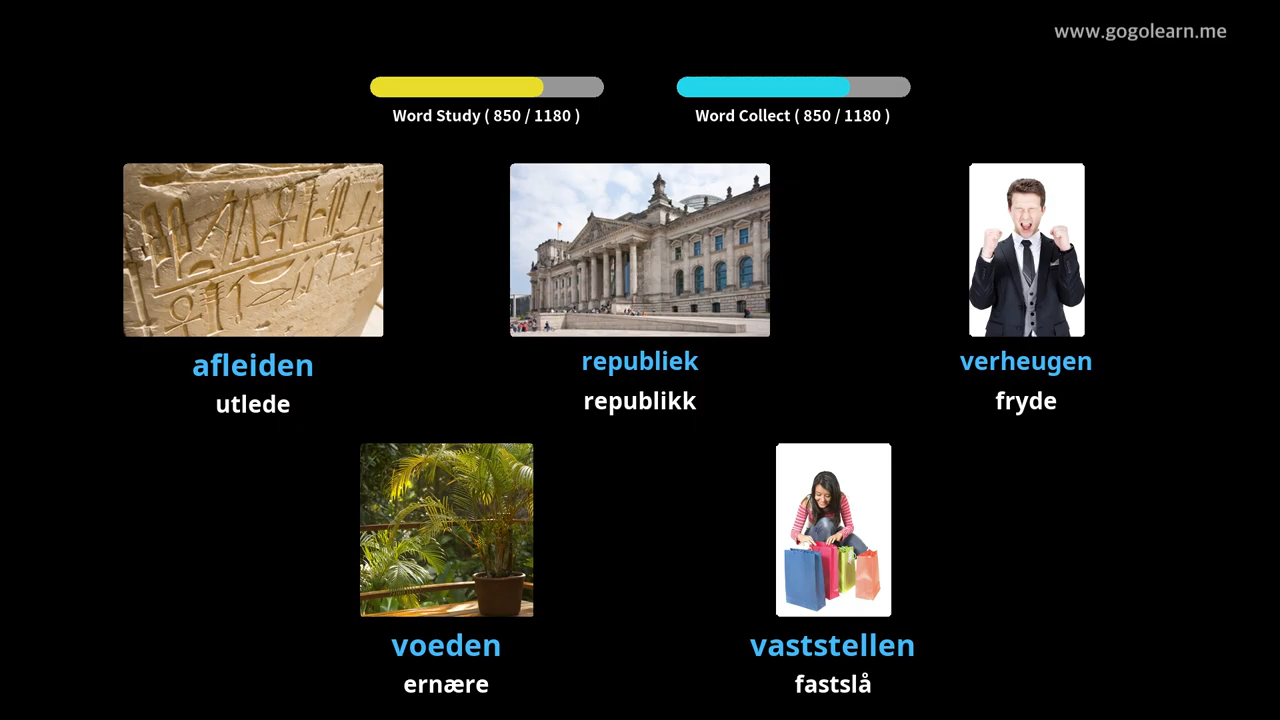 www.gogolearn.me
Word Study ( 850 / 1180 )
Word Collect ( 850 / 1180 )
afleiden
utlede
republiek
republikk
verheugen
fryde
voeden
ernære
vaststellen
fastslå